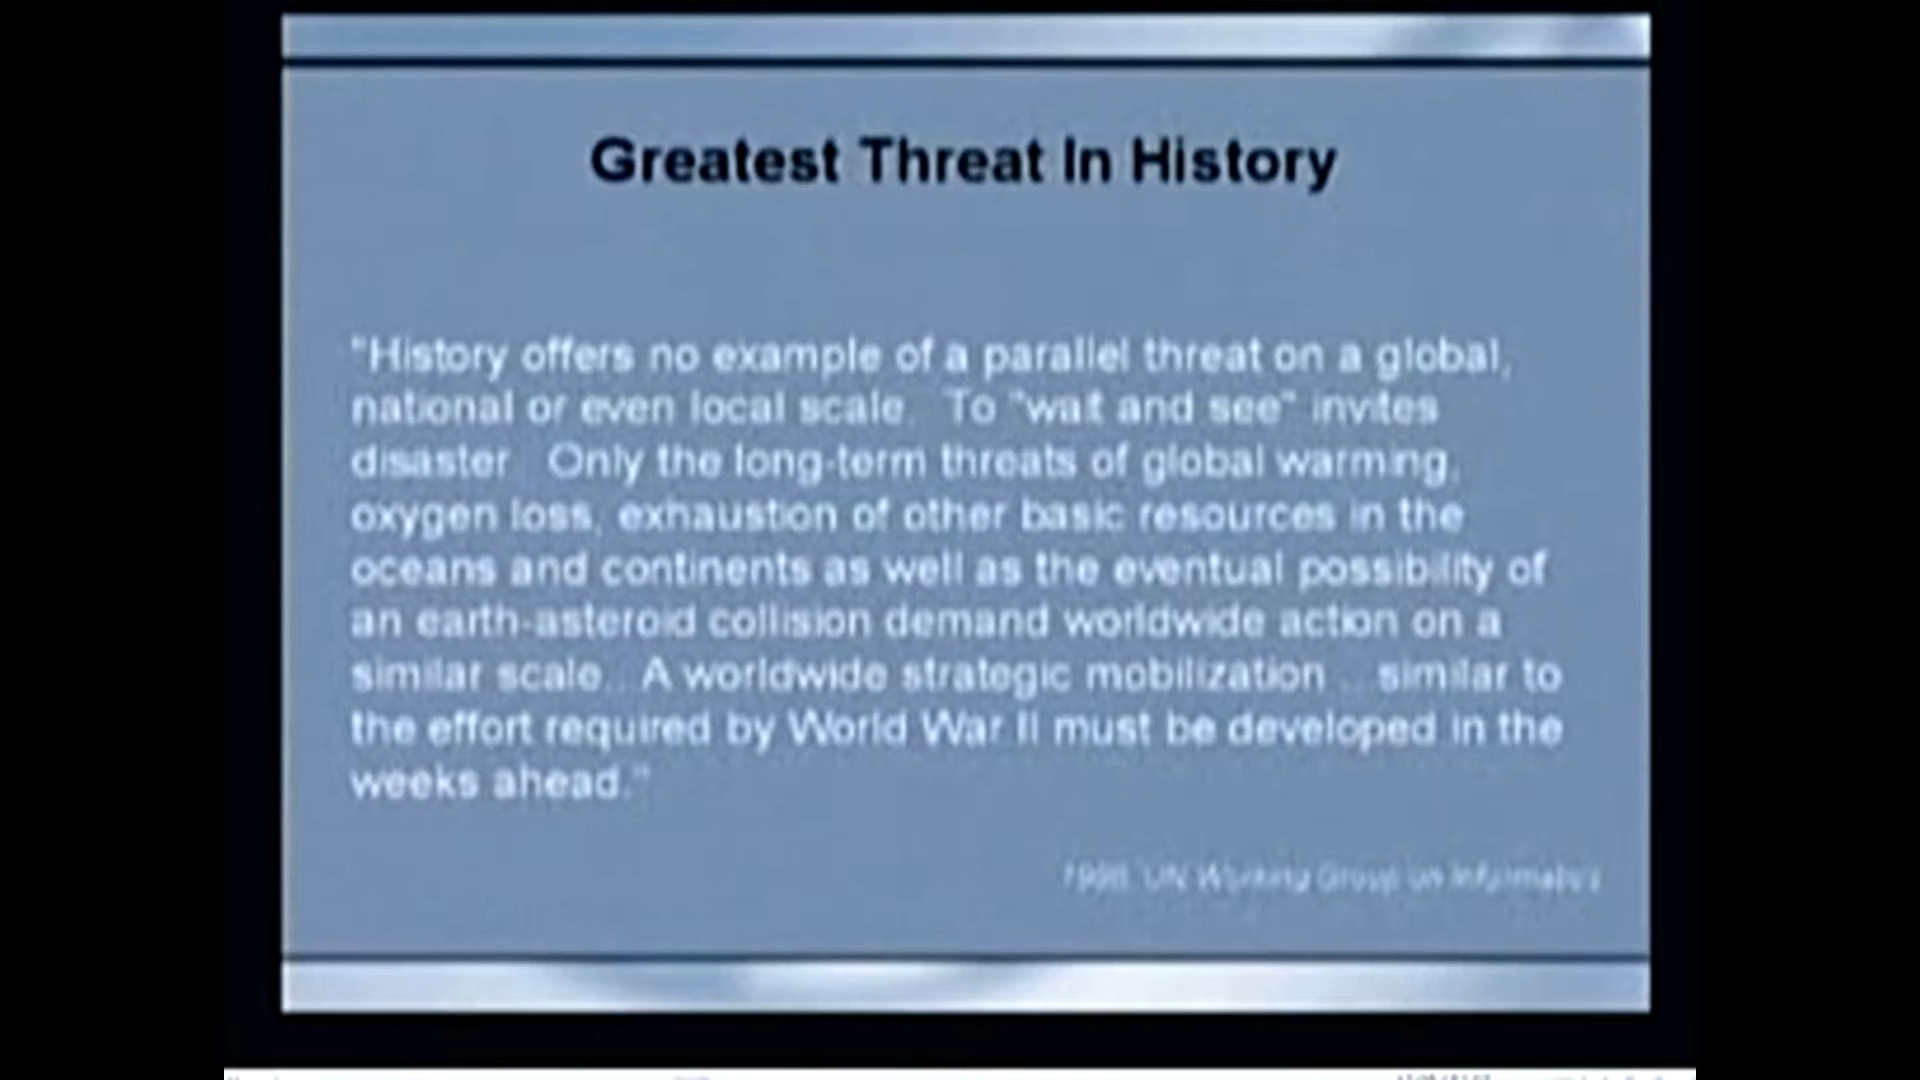 Greatest Threat In History
"History offers no example of a parallel threat on a global,
national or even local scale. To "wait and see" invites
disaster. Only the long-term threats of global warming,
oxygen loss, exhaustion of other basic resources in the
oceans and continents as well as the eventual possibility of
an earth-asteroid collision demand worldwide action on a
similar scale... A worldwide strategic mobilization ... similar to
the effort required by World War II must be developed in the
weeks ahead."
UN Working Group on Informatics